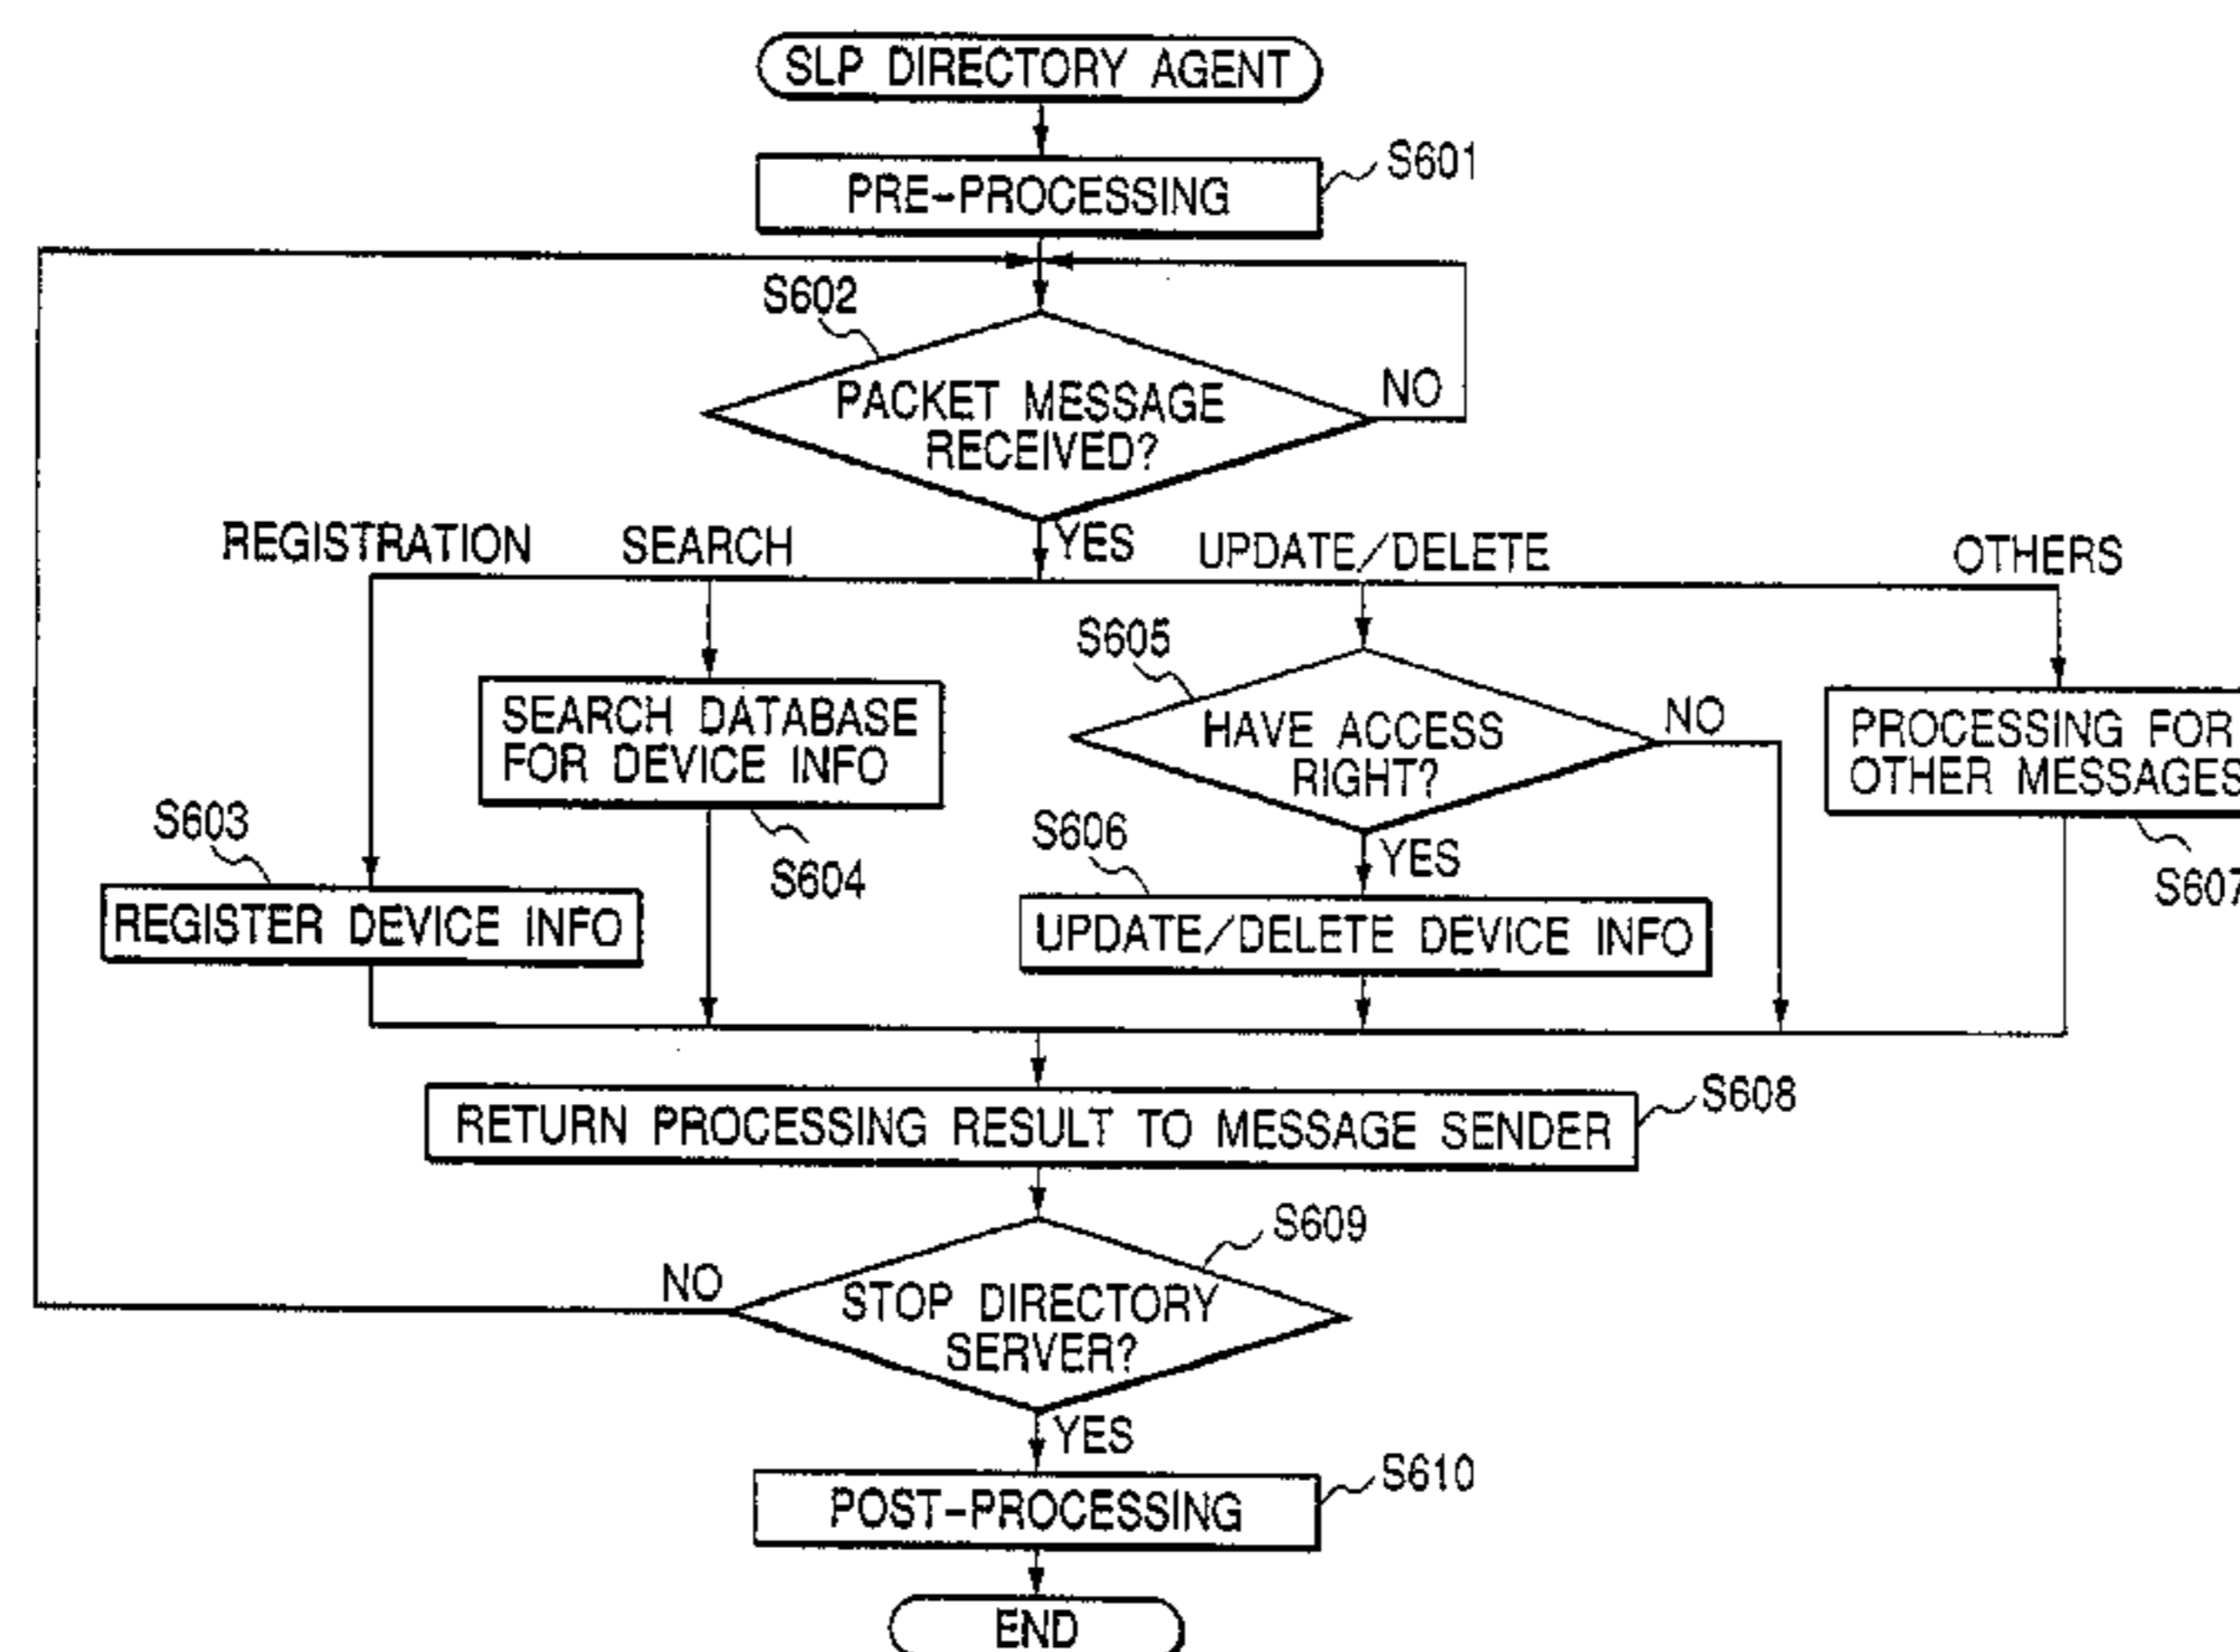 SLP DIRECTORY AGENT
PRE-PROCESSING
S601
S602
PACKET MESSAGE
RECEIVED?
NO
YES
REGISTRATION
SEARCH
UPDATE/DELETE
OTHERS
S605
SEARCH DATABASE
FOR DEVICE INFO
S604
HAVE ACCESS
RIGHT?
NO
YES
PROCESSING FOR
OTHER MESSAGES
S607
S603
REGISTER DEVICE INFO
S606
UPDATE/DELETE DEVICE INFO
RETURN PROCESSING RESULT TO MESSAGE SENDER
S608
S609
STOP DIRECTORY
SERVER?
NO
YES
POST-PROCESSING
S610
END